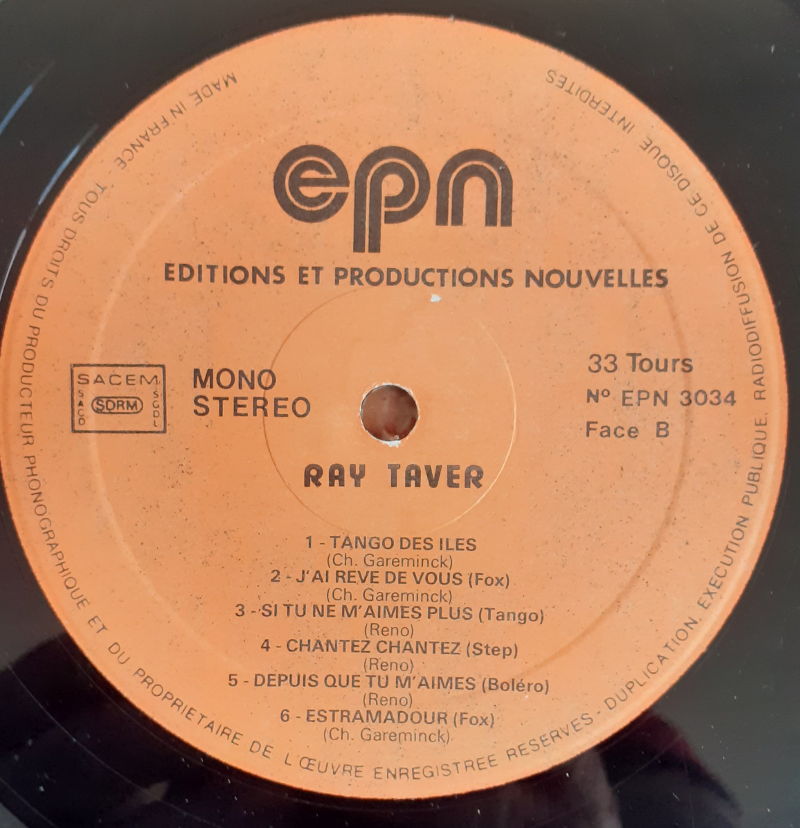 epn
EDITIONS ET PRODUCTIONS NOUVELLES
SACEM
SACD
SDRM
SGDL
MONO
STEREO
33 Tours
Nº EPN 3034
Face B
RAY TAVER
1 - TANGO DES ILES
(Ch. Gareminck)
2 - J'AI REVE DE VOUS (Fox)
(Ch. Gareminck)
3 - SI TU NE M'AIMES PLUS (Tango)
(Reno)
4 - CHANTEZ CHANTEZ (Step)
(Reno)
5 - DEPUIS QUE TU M'AIMES (Boléro)
(Reno)
6 - ESTRAMADOUR (Fox)
(Ch. Gareminck)
MADE IN FRANCE TOUS DROITS DU PRODUCTEUR PHONOGRAPHIQUE ET DU PROPRIETAIRE DE L'ŒUVRE ENREGISTREE RESERVES - DUPLICATION, EXECUTION PUBLIQUE, RADIODIFFUSION DE CE DISQUE INTERDITES